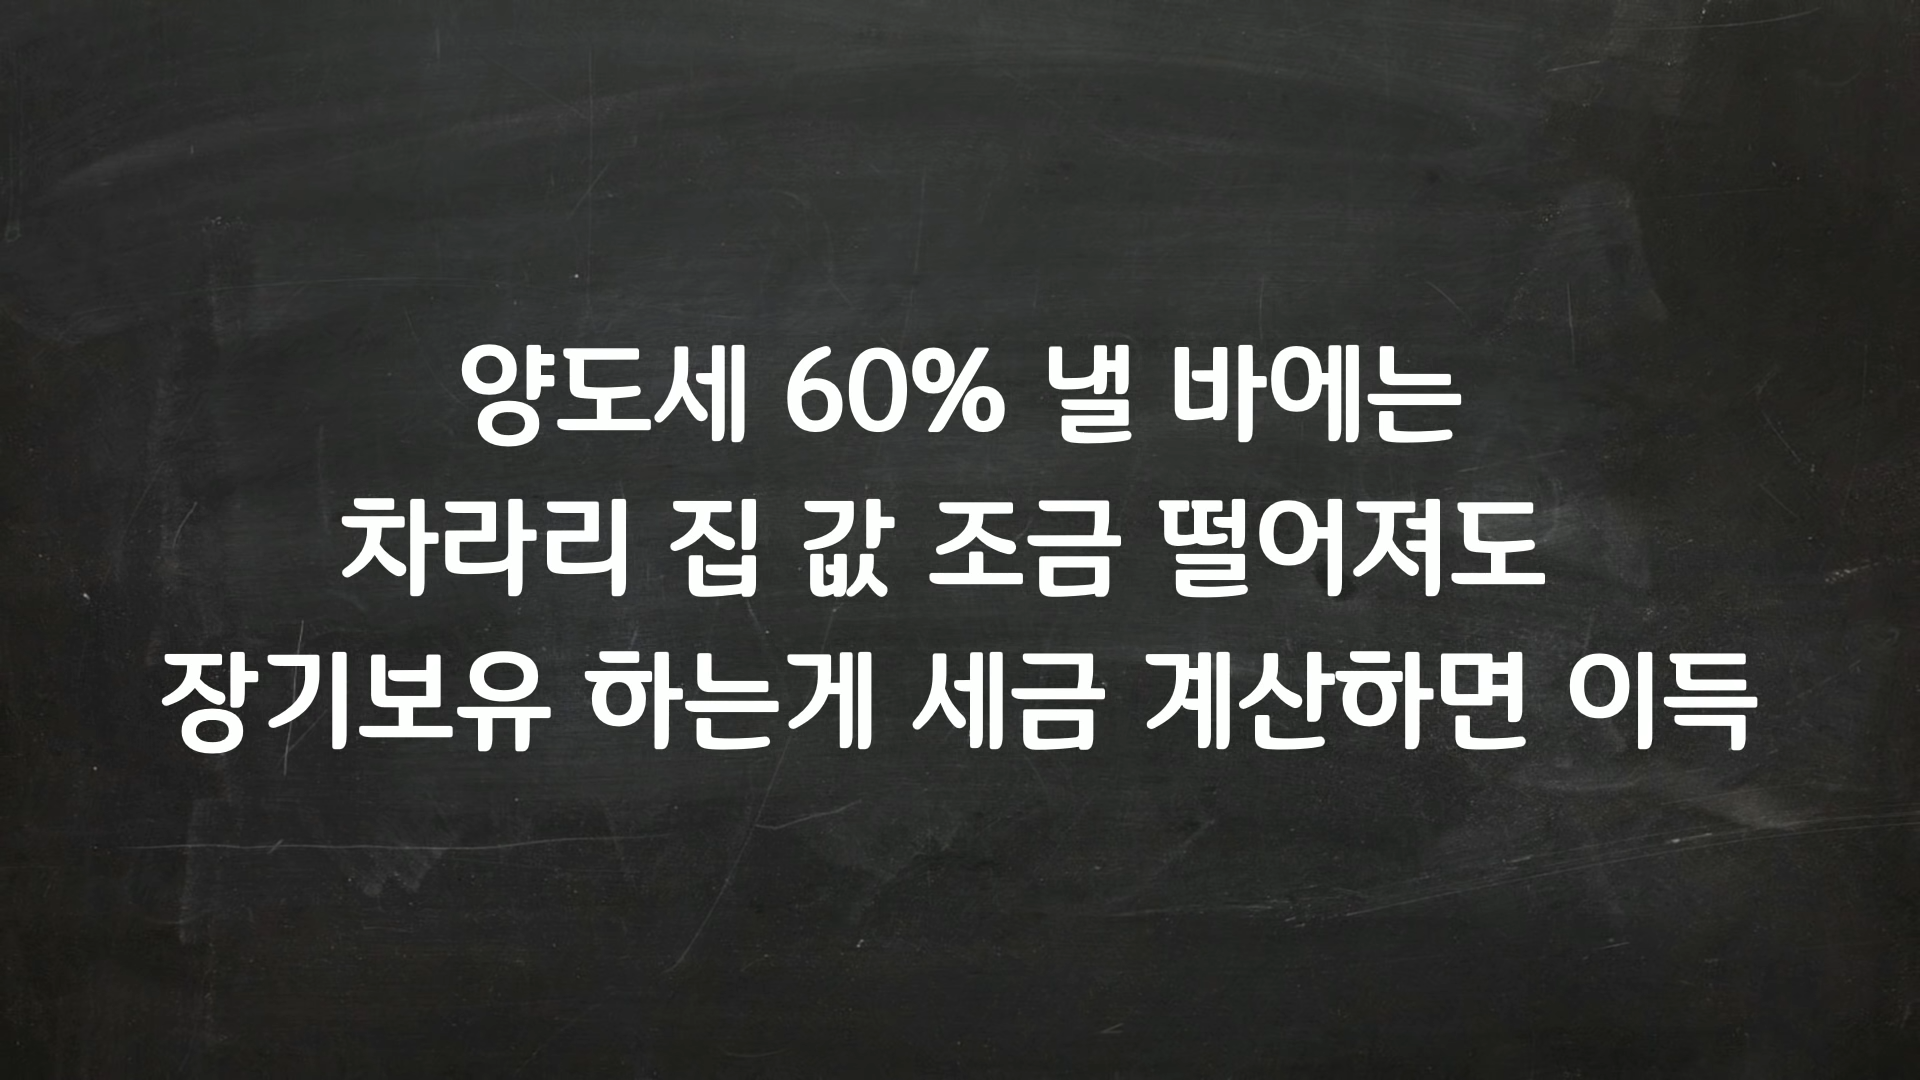 양도세 60% 낼 바에는
차라리 집 값 조금 떨어져도
장기보유 하는게 세금 계산하면 이득